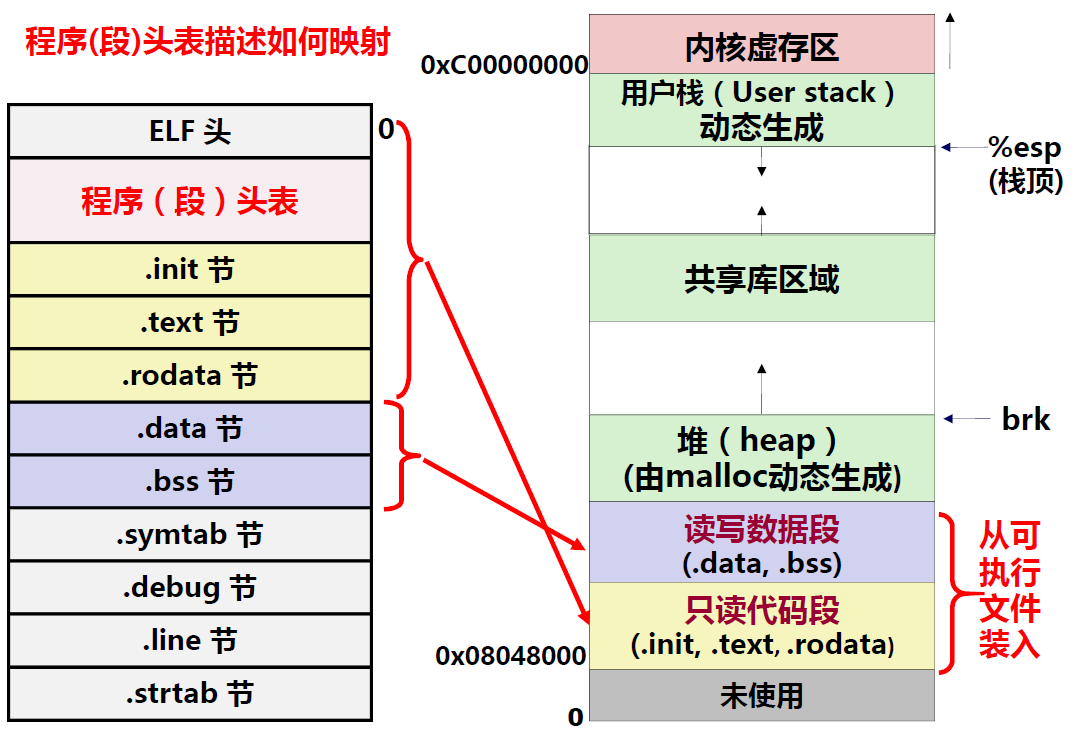 程序(段)头表描述如何映射
0
ELF 头
程序（段）头表
.init 节
.text 节
.rodata 节
.data 节
.bss 节
.symtab 节
.debug 节
.line 节
.strtab 节
0xC00000000
内核虚存区
用户栈（User stack）
动态生成
%esp
(栈顶)
共享库区域
brk
堆（heap）
(由malloc动态生成)
读写数据段
(.data, .bss)
只读代码段
(.init, .text, .rodata)
0x08048000
未使用
0
从可
执行
文件
装入